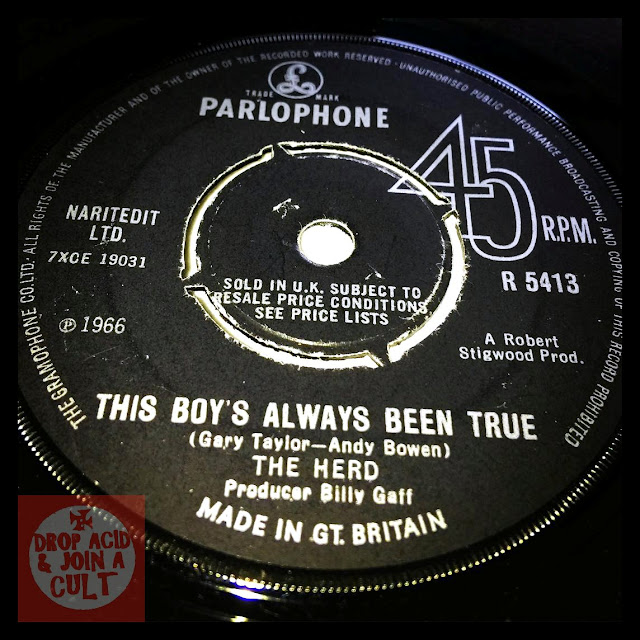 THE GRAMOPHONE CO. LTD. ALL RIGHTS OF THE MANUFACTURER AND OF THE OWNER OF THE RECORDED WORK RESERVED · UNAUTHORISED PUBLIC PERFORMANCE BROADCASTING AND COPYING OF THIS RECORD PROHIBITED
TRADE MARK
PARLOPHONE
45
R.P.M.
NARITEDIT
LTD.
7XCE 19031
R 5413
SOLD IN U.K. SUBJECT TO
RESALE PRICE CONDITIONS,
SEE PRICE LISTS
℗ 1966
A Robert
Stigwood Prod.
THIS BOY'S ALWAYS BEEN TRUE
(Gary Taylor—Andy Bowen)
THE HERD
Producer Billy Gaff
MADE IN GT. BRITAIN
DROP ACID
& JOIN A
CULT